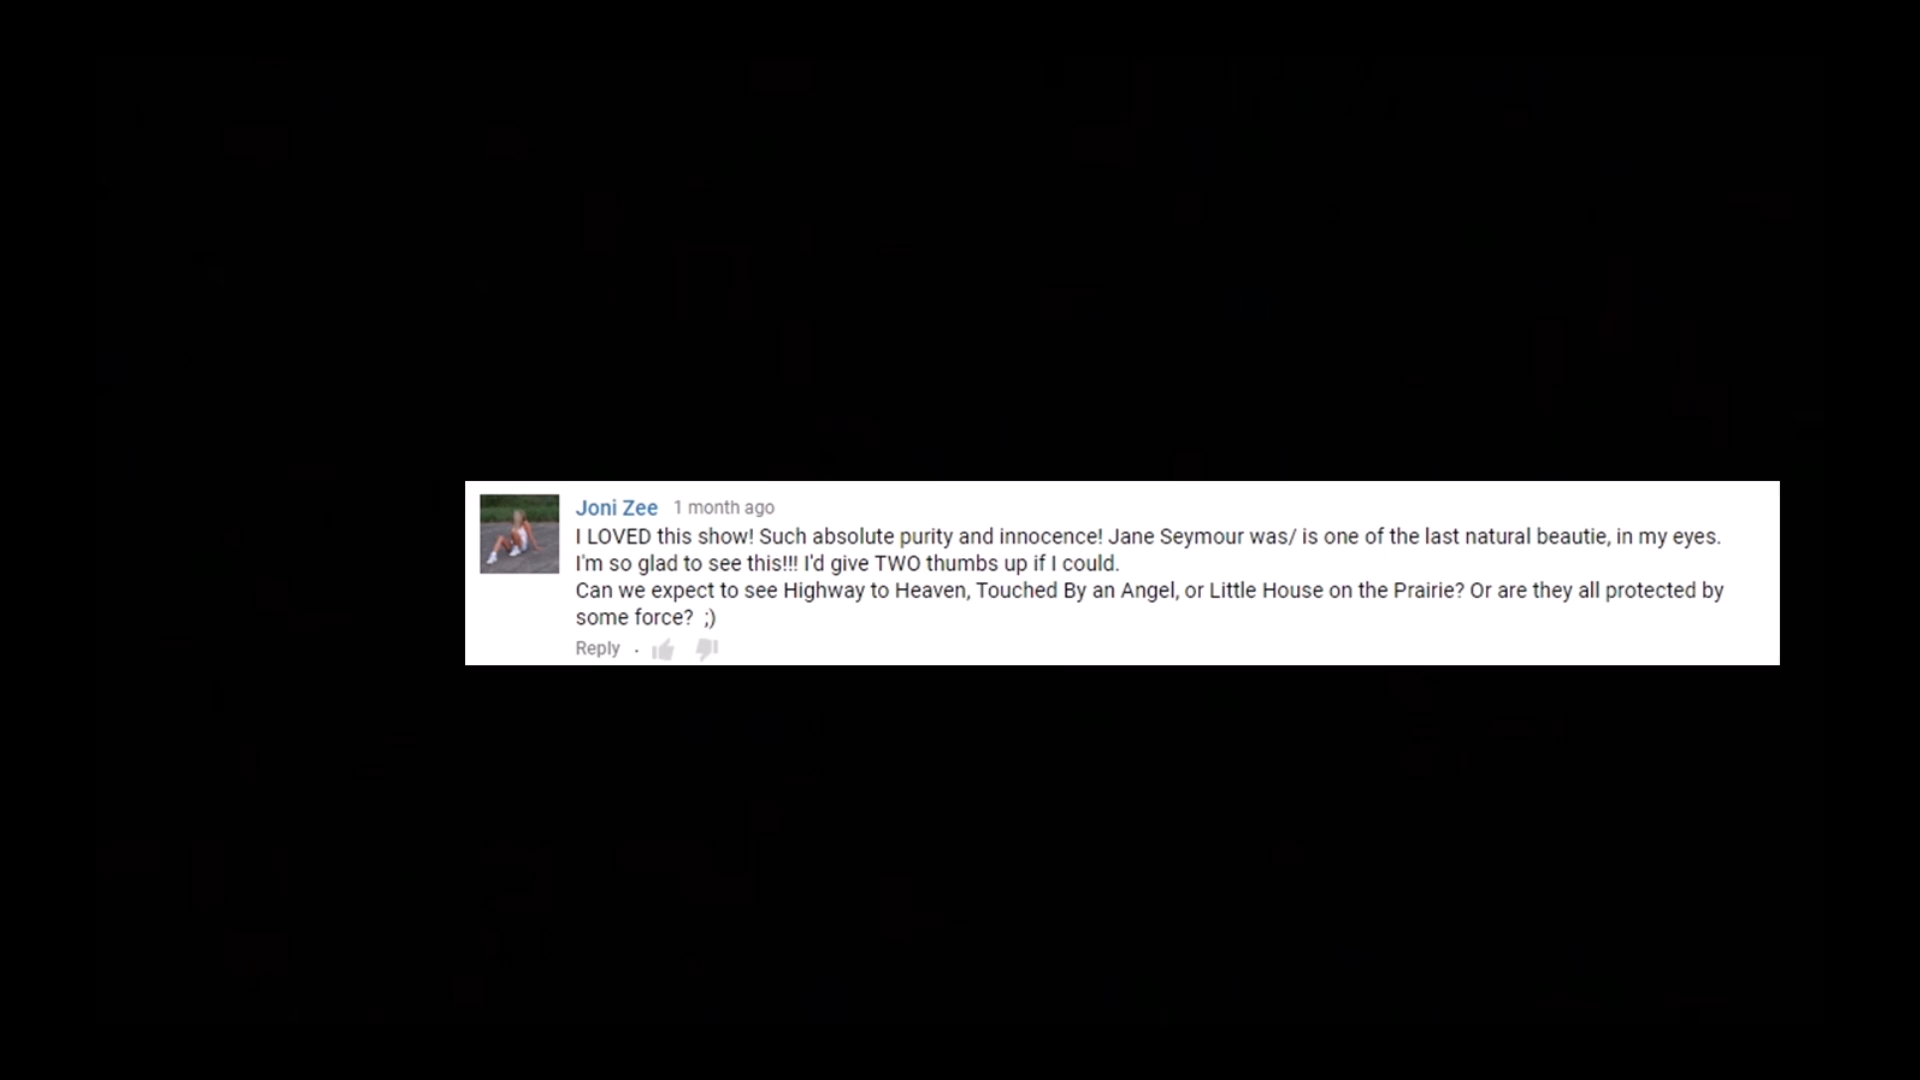 Joni Zee 1 month ago
I LOVED this show! Such absolute purity and innocence! Jane Seymour was/ is one of the last natural beautie, in my eyes.
I'm so glad to see this!!! I'd give TWO thumbs up if I could.
Can we expect to see Highway to Heaven, Touched By an Angel, or Little House on the Prairie? Or are they all protected by
some force?  ;)
Reply ·